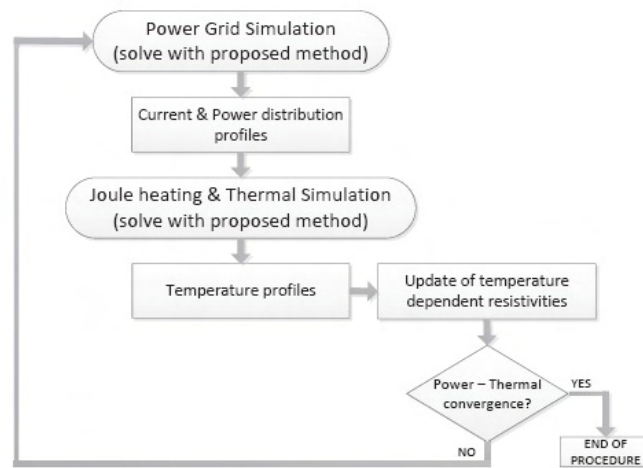 Power Grid Simulation
(solve with proposed method)
Current & Power distribution
profiles
Joule heating & Thermal Simulation
(solve with proposed method)
Temperature profiles
Update of temperature
dependent resistivities
Power – Thermal
convergence?
YES
NO
END OF
PROCEDURE